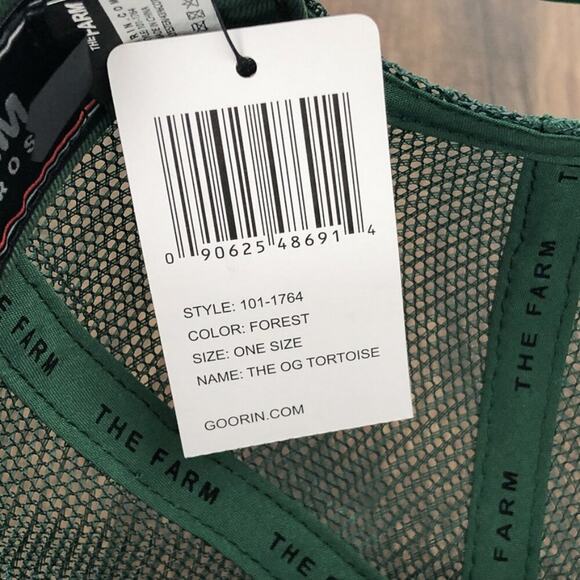 THE FARM
0 90625 48691 4
STYLE: 101-1764
COLOR: FOREST
SIZE: ONE SIZE
NAME: THE OG TORTOISE
GOORIN.COM
THE FARM
THE FARM
THE
THE FARM
FARM
T